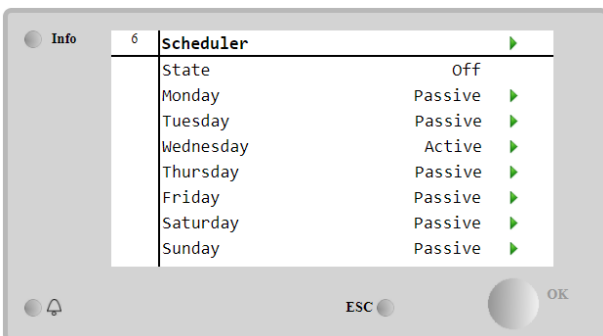 Info
6 Scheduler
State Off
Monday Passive
Tuesday Passive
Wednesday Active
Thursday Passive
Friday Passive
Saturday Passive
Sunday Passive
ESC OK